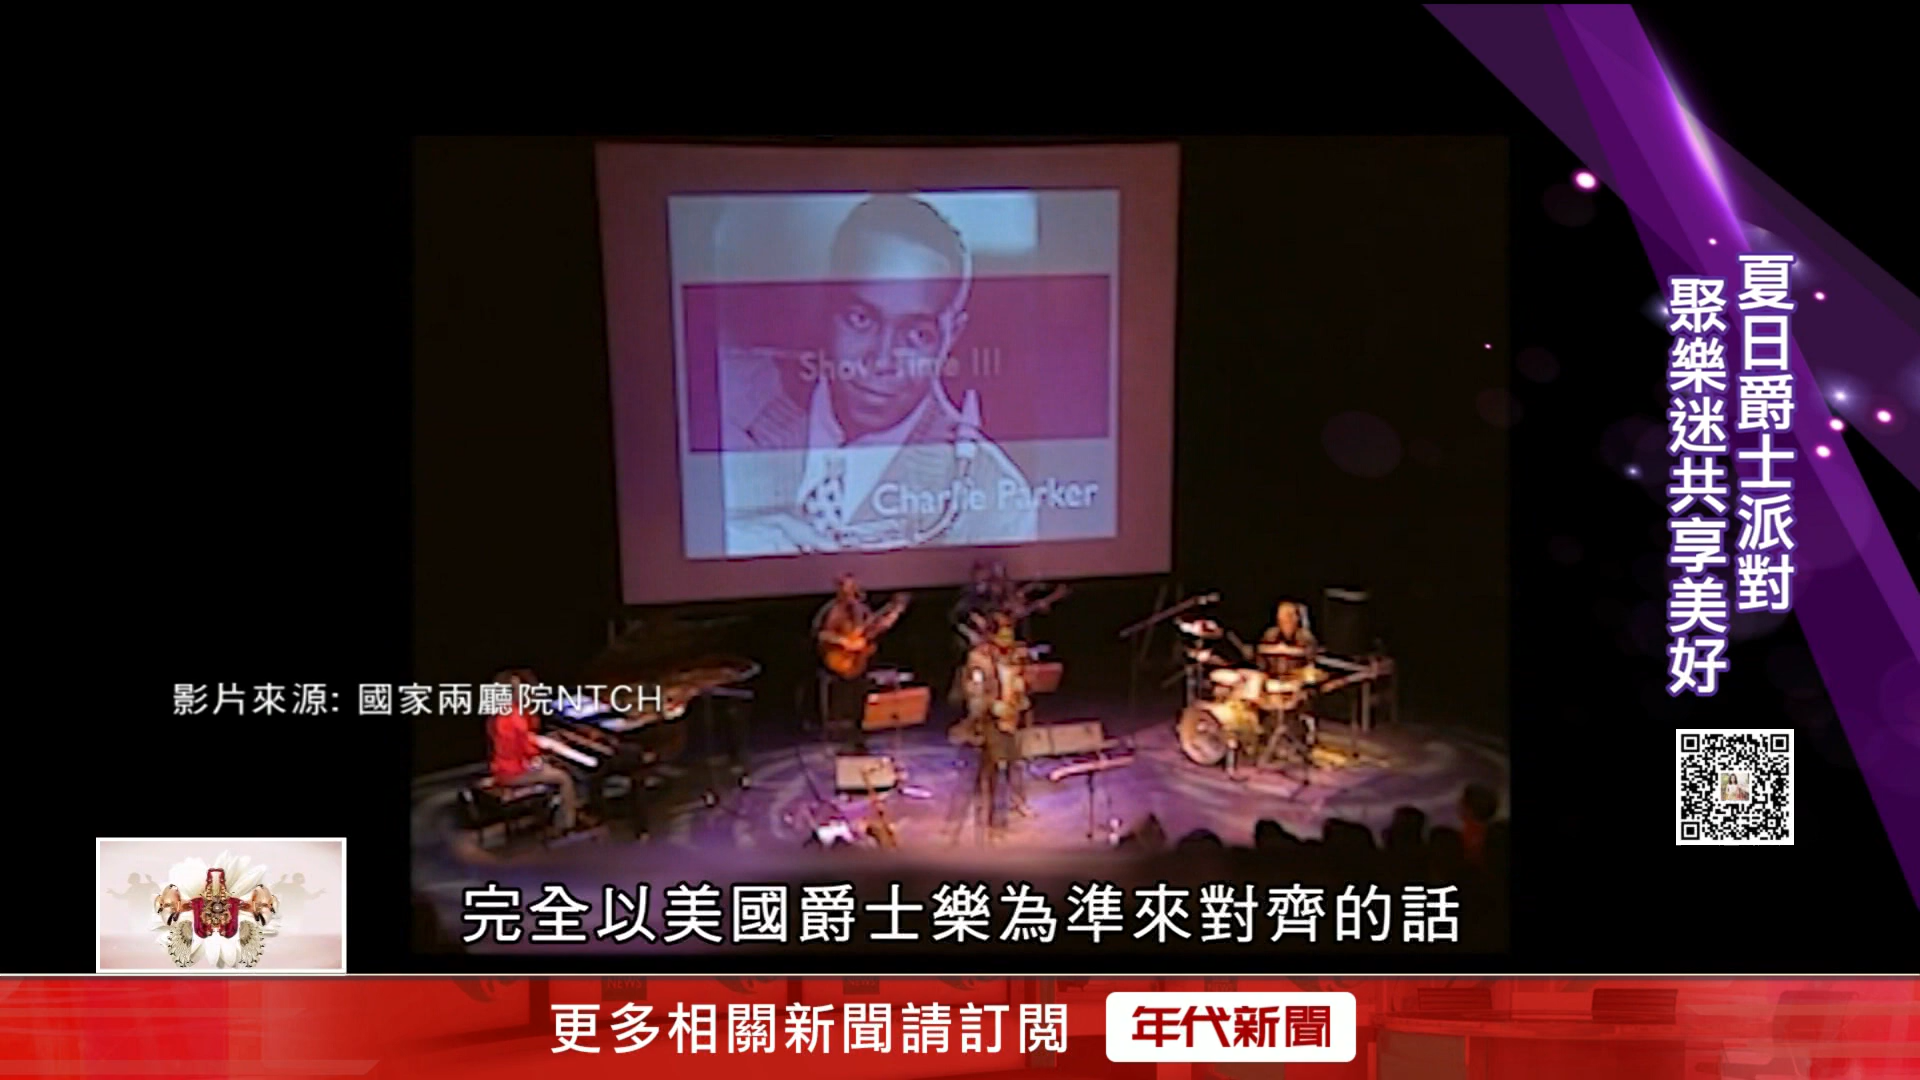 夏日爵士派對
聚樂迷共享美好
Show Time !!!
Charlie Parker
影片來源: 國家兩廳院NTCH
完全以美國爵士樂為準來對齊的話
更多相關新聞請訂閱
年代新聞